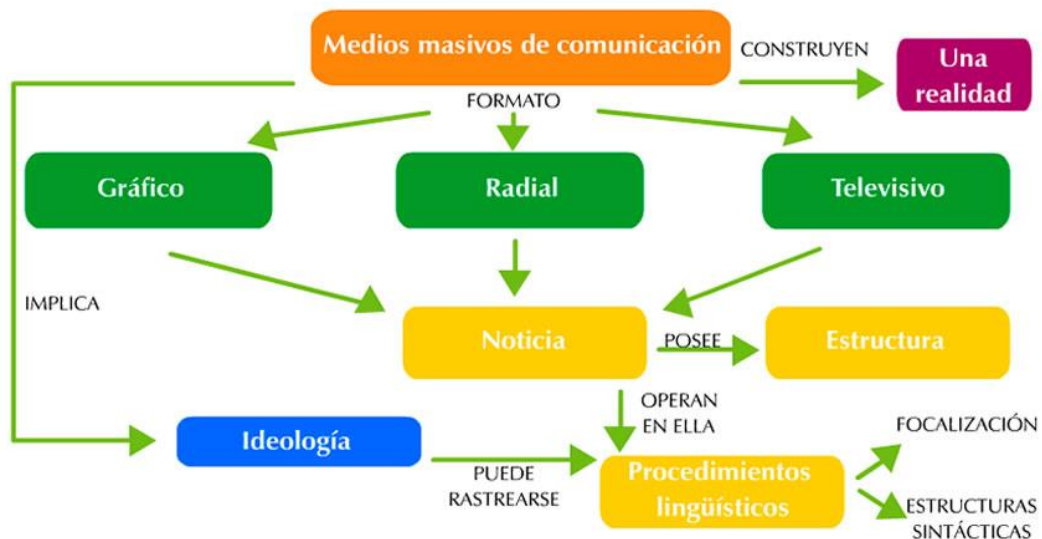 Medios masivos de comunicación
CONSTRUYEN
Una
realidad
FORMATO
Gráfico
Radial
Televisivo
IMPLICA
Noticia
POSEE
Estructura
OPERAN
EN ELLA
Ideología
PUEDE
RASTREARSE
Procedimientos
lingüísticos
FOCALIZACIÓN
ESTRUCTURAS
SINTÁCTICAS